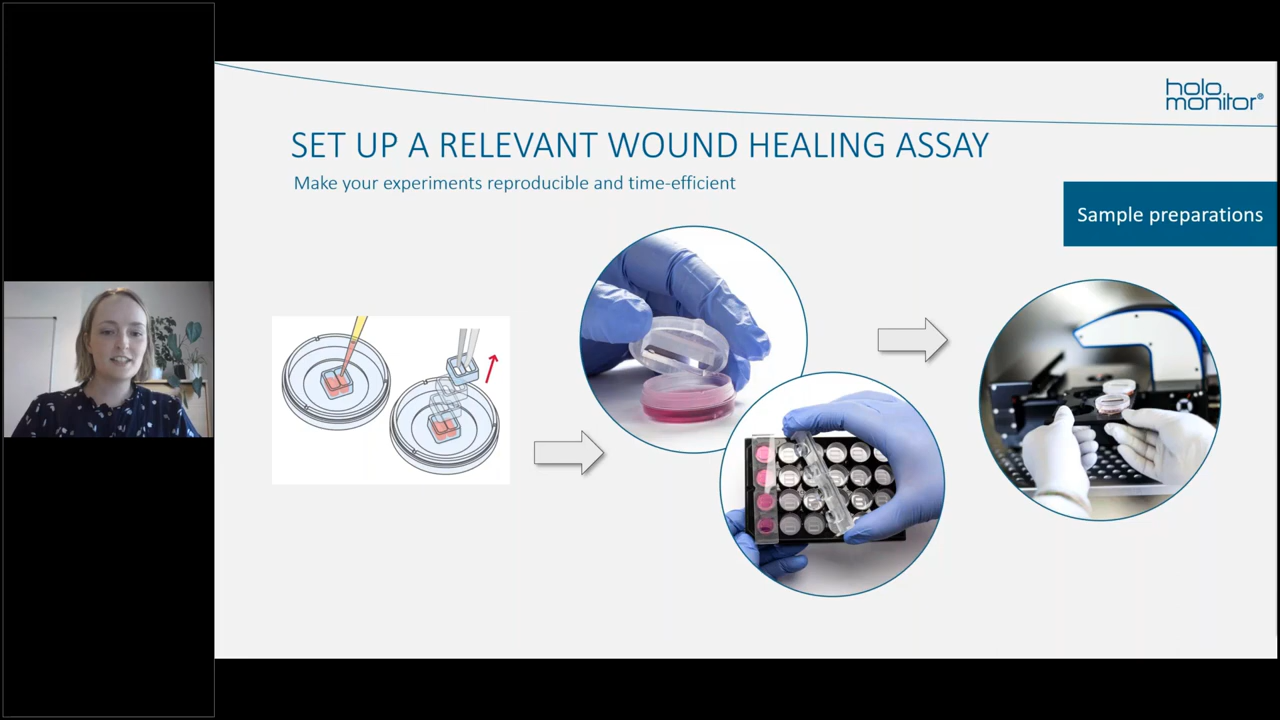 holo
monitor®
SET UP A RELEVANT WOUND HEALING ASSAY
Make your experiments reproducible and time-efficient
Sample preparations